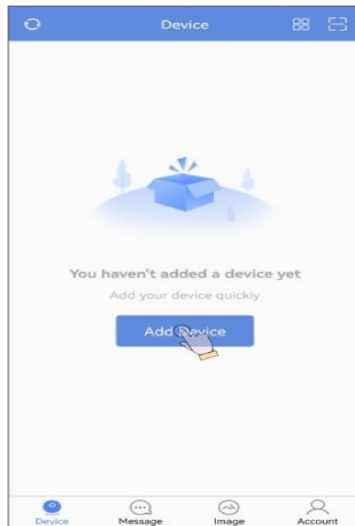 Device
You haven't added a device yet
Add your device quickly
Add Device
Device Message Image Account